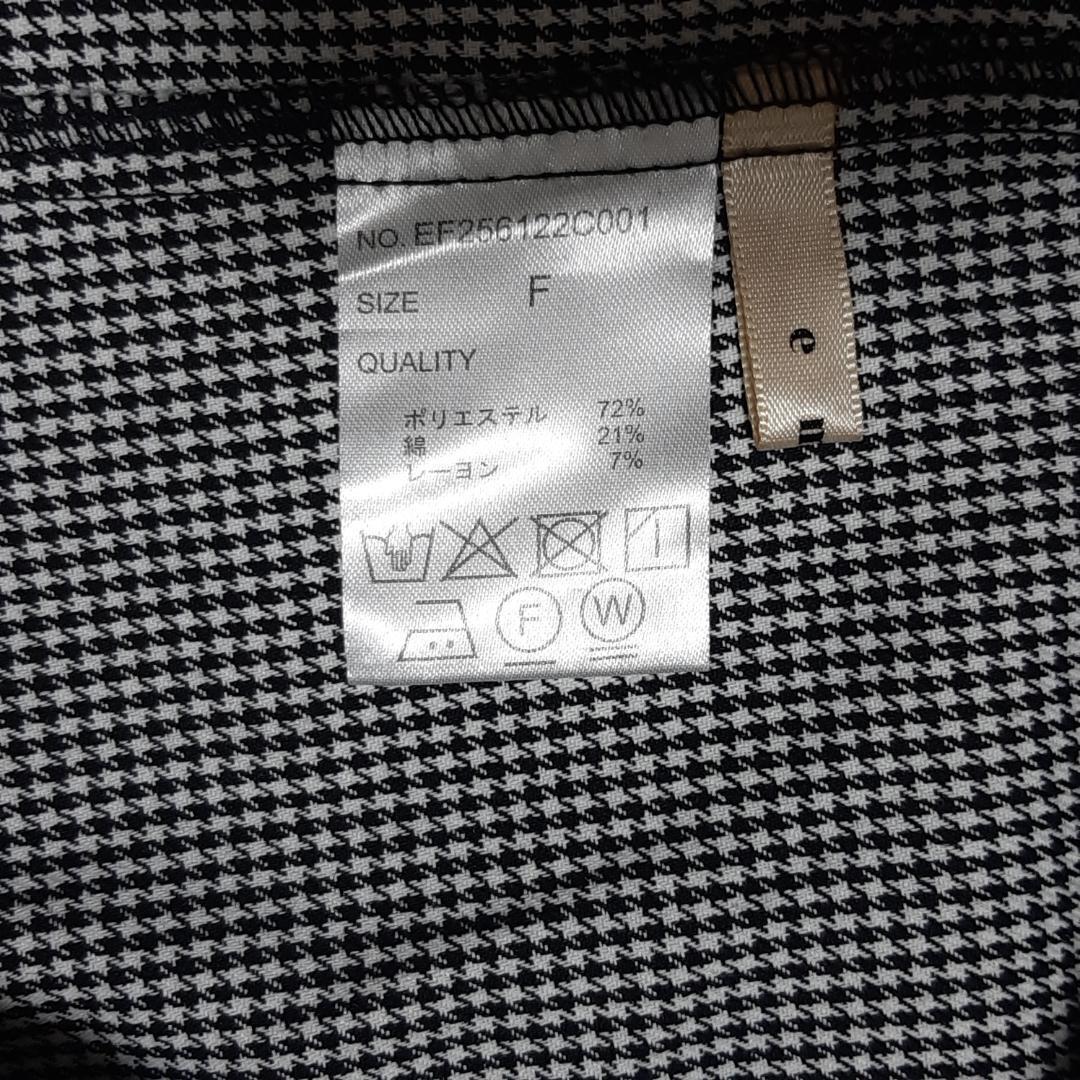 NO. EF256122C001
SIZE F
QUALITY
ポリエステル 72%
綿 21%
レーヨン 7%
F
W
e